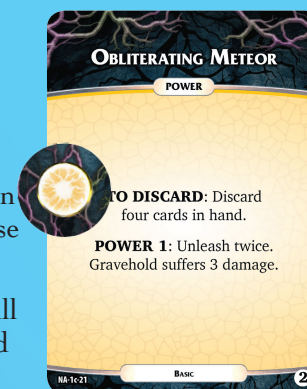 OBLITERATING METEOR
POWER
TO DISCARD: Discard
four cards in hand.
POWER 1: Unleash twice.
Gravehold suffers 3 damage.
NA-1c-21
BASIC
2